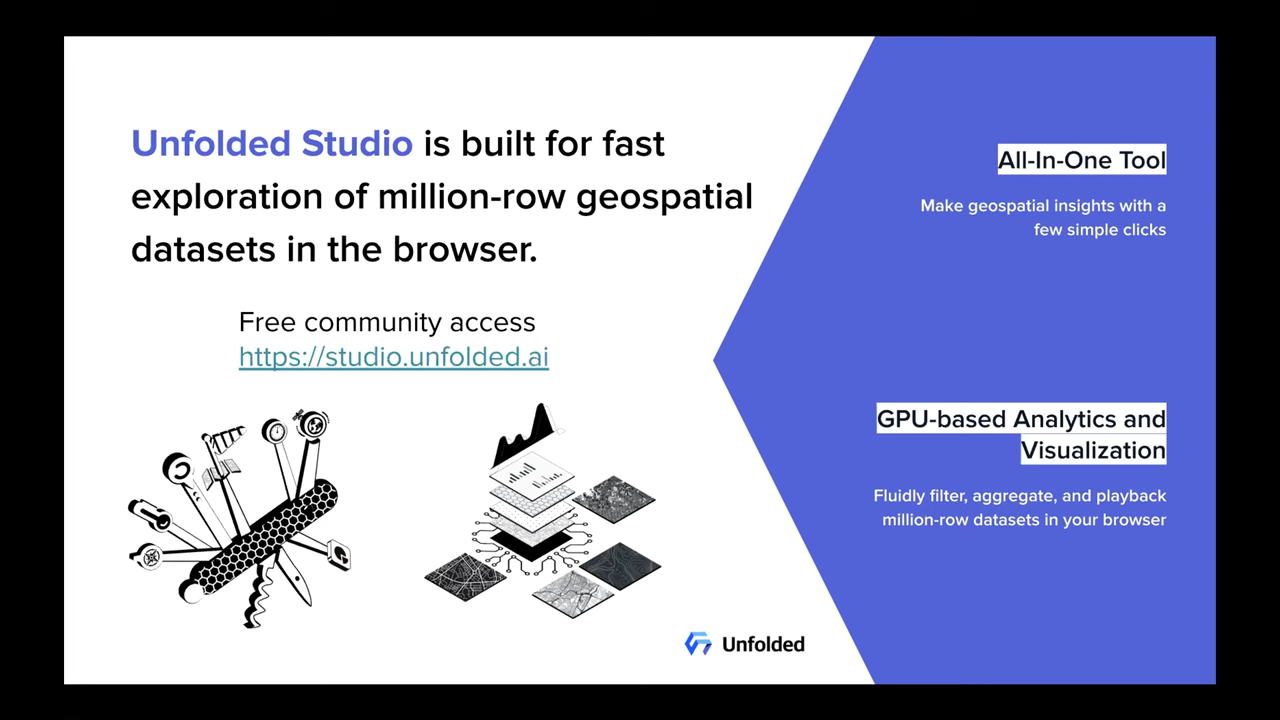 Unfolded Studio is built for fast
exploration of million-row geospatial
datasets in the browser.
Free community access
https://studio.unfolded.ai
All-In-One Tool
Make geospatial insights with a
few simple clicks
GPU-based Analytics and
Visualization
Fluidly filter, aggregate, and playback
million-row datasets in your browser
Unfolded